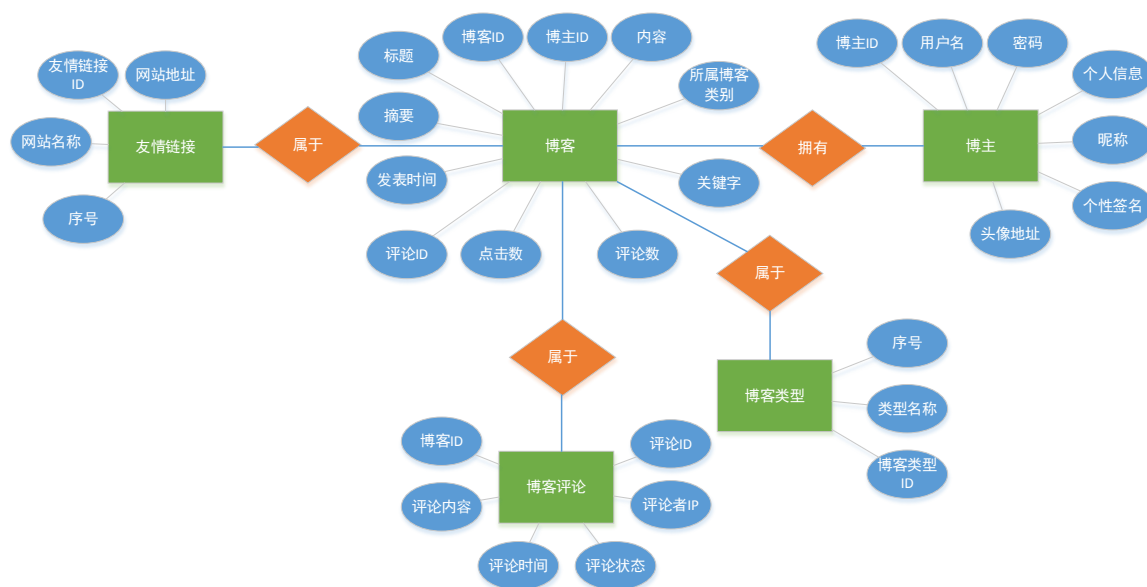 博客ID
博主ID
内容
标题
博主ID
用户名
密码
友情链接
ID
网站地址
所属博客
类别
个人信息
摘要
网站名称
友情链接
属于
博客
拥有
博主
昵称
发表时间
关键字
个性签名
序号
评论ID
点击数
评论数
头像地址
属于
属于
序号
博客类型
类型名称
博客ID
评论ID
博客类型
ID
博客评论
评论内容
评论者IP
评论时间
评论状态